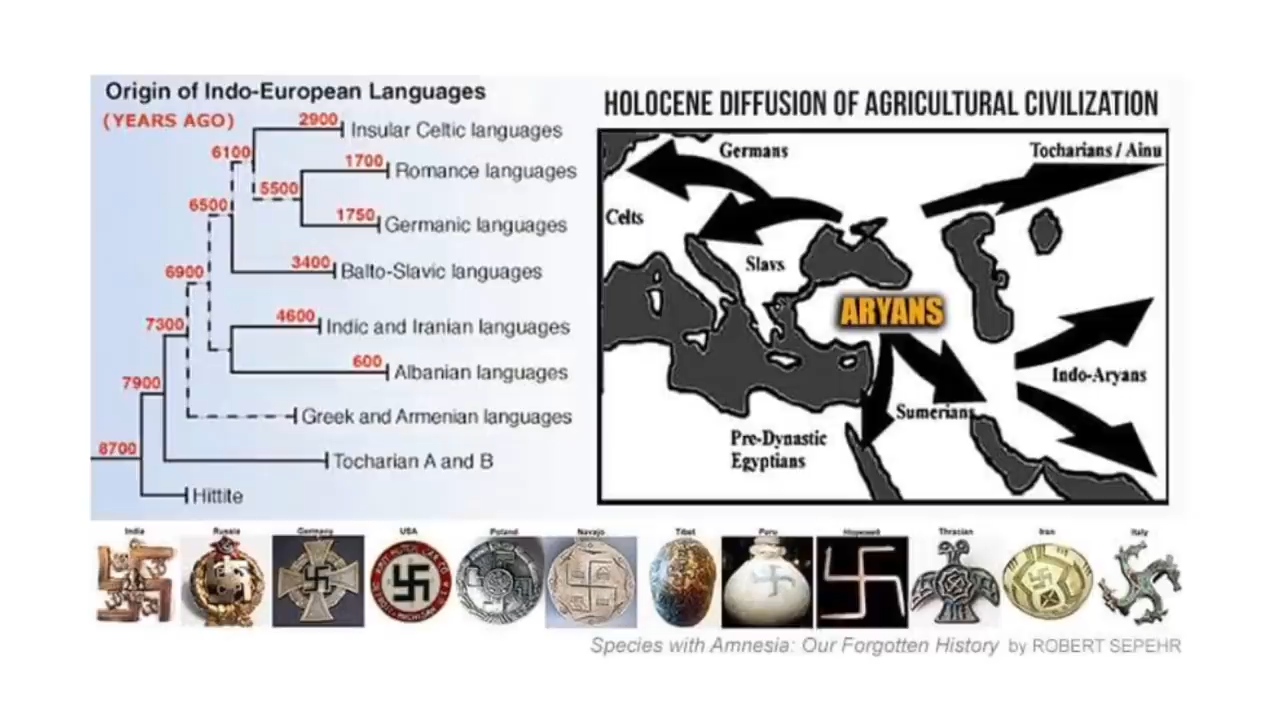 Origin of Indo-European Languages
(YEARS AGO)
2900
Insular Celtic languages
6100
1700
Romance languages
5500
6500
1750
Germanic languages
3400
Balto-Slavic languages
6900
4600
Indic and Iranian languages
7300
600
Albanian languages
7900
Greek and Armenian languages
8700
Tocharian A and B
Hittite
HOLOCENE DIFFUSION OF AGRICULTURAL CIVILIZATION
Germans
Tocharians / Ainu
Celts
Slavs
ARYANS
Indo-Aryans
Sumerians
Pre-Dynastic
Egyptians
India
Russia
Germany
USA
Poland
Navajo
Tibet
Peru
Hopewell
Thracian
Iran
Italy
Species with Amnesia: Our Forgotten History by ROBERT SEPEHR